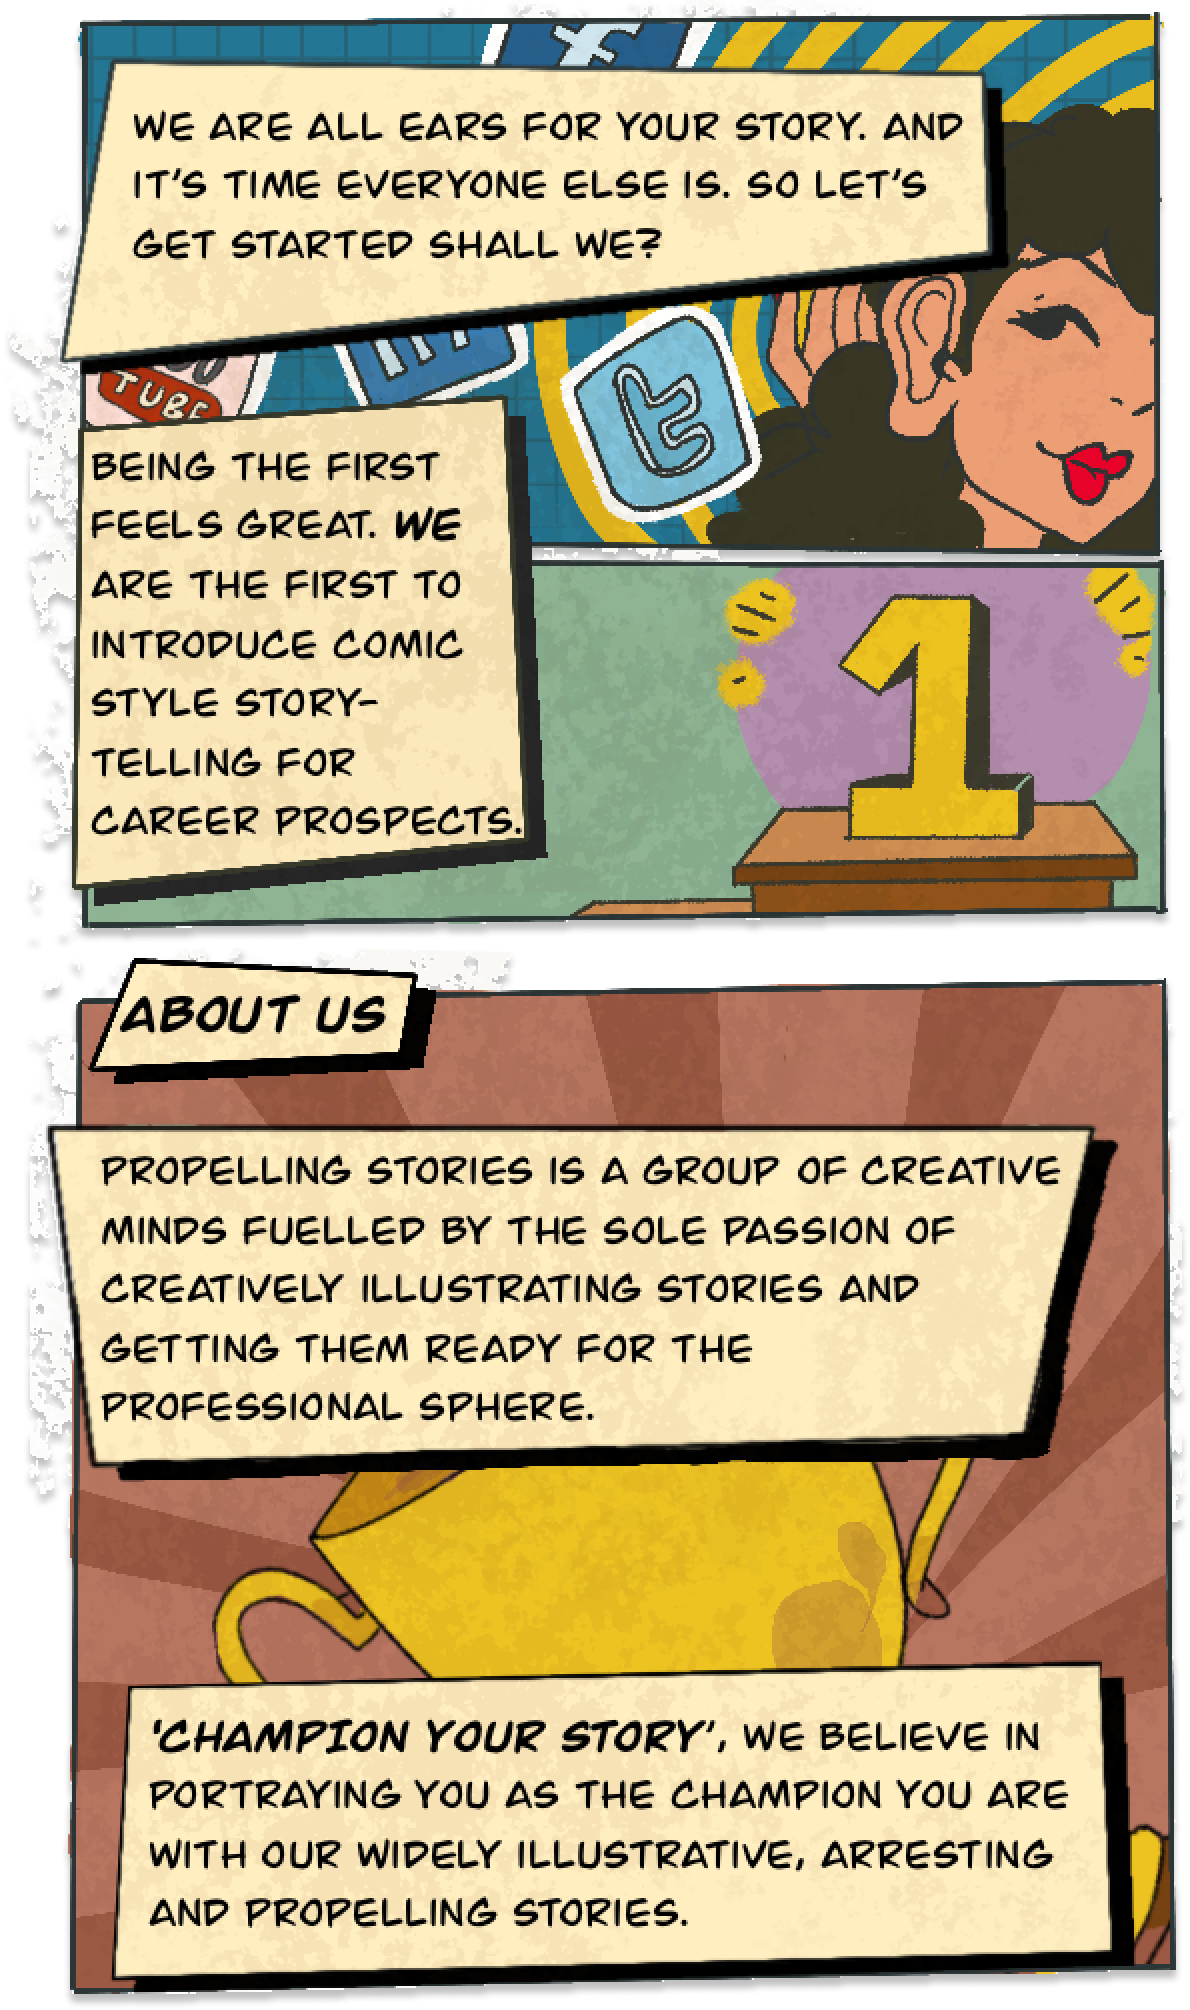 WE ARE ALL EARS FOR YOUR STORY. AND
IT'S TIME EVERYONE ELSE IS. SO LET'S
GET STARTED SHALL WE?
TUBE
BEING THE FIRST
FEELS GREAT. WE
ARE THE FIRST TO
INTRODUCE COMIC
STYLE STORY-
TELLING FOR
CAREER PROSPECTS.
1
ABOUT US
PROPELLING STORIES IS A GROUP OF CREATIVE
MINDS FUELLED BY THE SOLE PASSION OF
CREATIVELY ILLUSTRATING STORIES AND
GETTING THEM READY FOR THE
PROFESSIONAL SPHERE.
'CHAMPION YOUR STORY', WE BELIEVE IN
PORTRAYING YOU AS THE CHAMPION YOU ARE
WITH OUR WIDELY ILLUSTRATIVE, ARRESTING
AND PROPELLING STORIES.